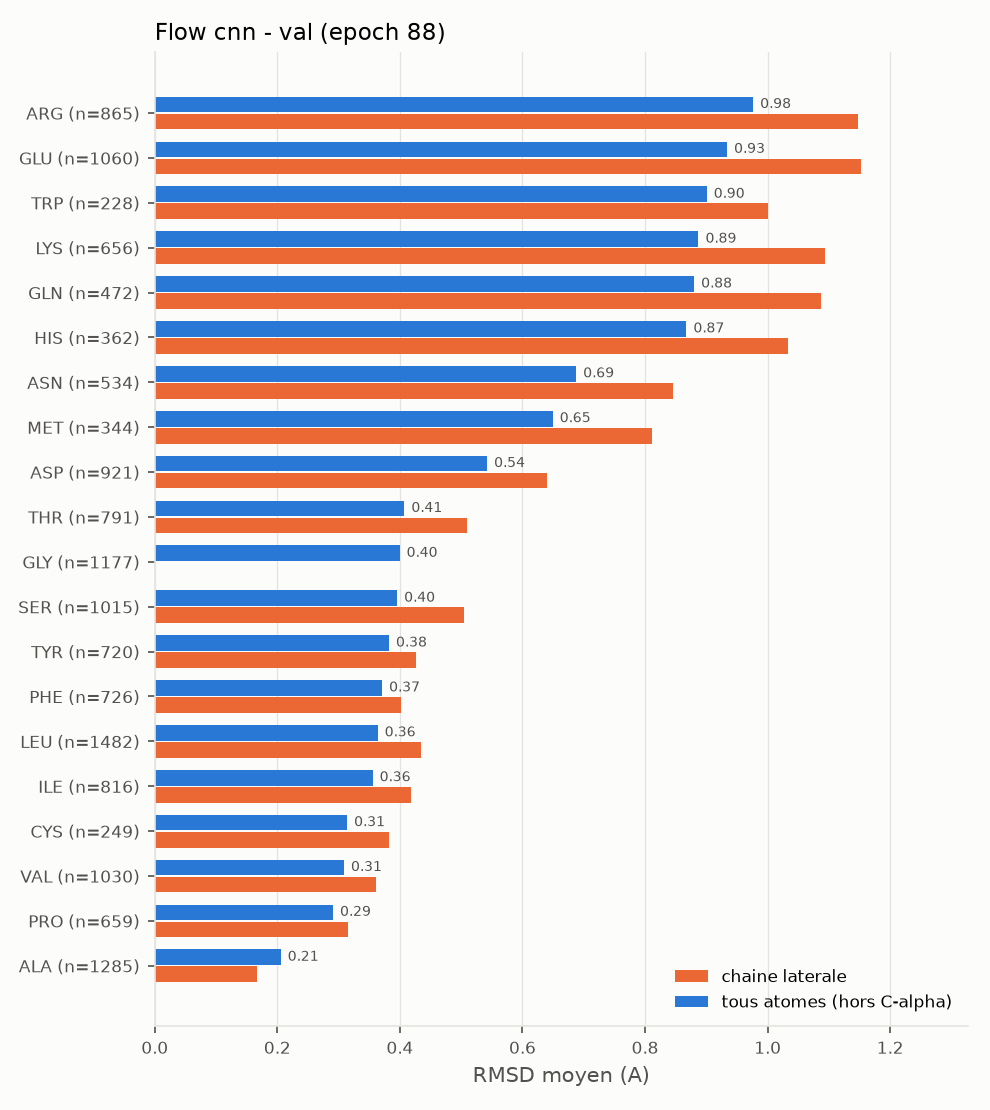 Flow cnn - val (epoch 88)
ARG (n=865) 0.98
GLU (n=1060) 0.93
TRP (n=228) 0.90
LYS (n=656) 0.89
GLN (n=472) 0.88
HIS (n=362) 0.87
ASN (n=534) 0.69
MET (n=344) 0.65
ASP (n=921) 0.54
THR (n=791) 0.41
GLY (n=1177) 0.40
SER (n=1015) 0.40
TYR (n=720) 0.38
PHE (n=726) 0.37
LEU (n=1482) 0.36
ILE (n=816) 0.36
CYS (n=249) 0.31
VAL (n=1030) 0.31
PRO (n=659) 0.29
ALA (n=1285) 0.21
chaine laterale
tous atomes (hors C-alpha)
0.0 0.2 0.4 0.6 0.8 1.0 1.2
RMSD moyen (A)